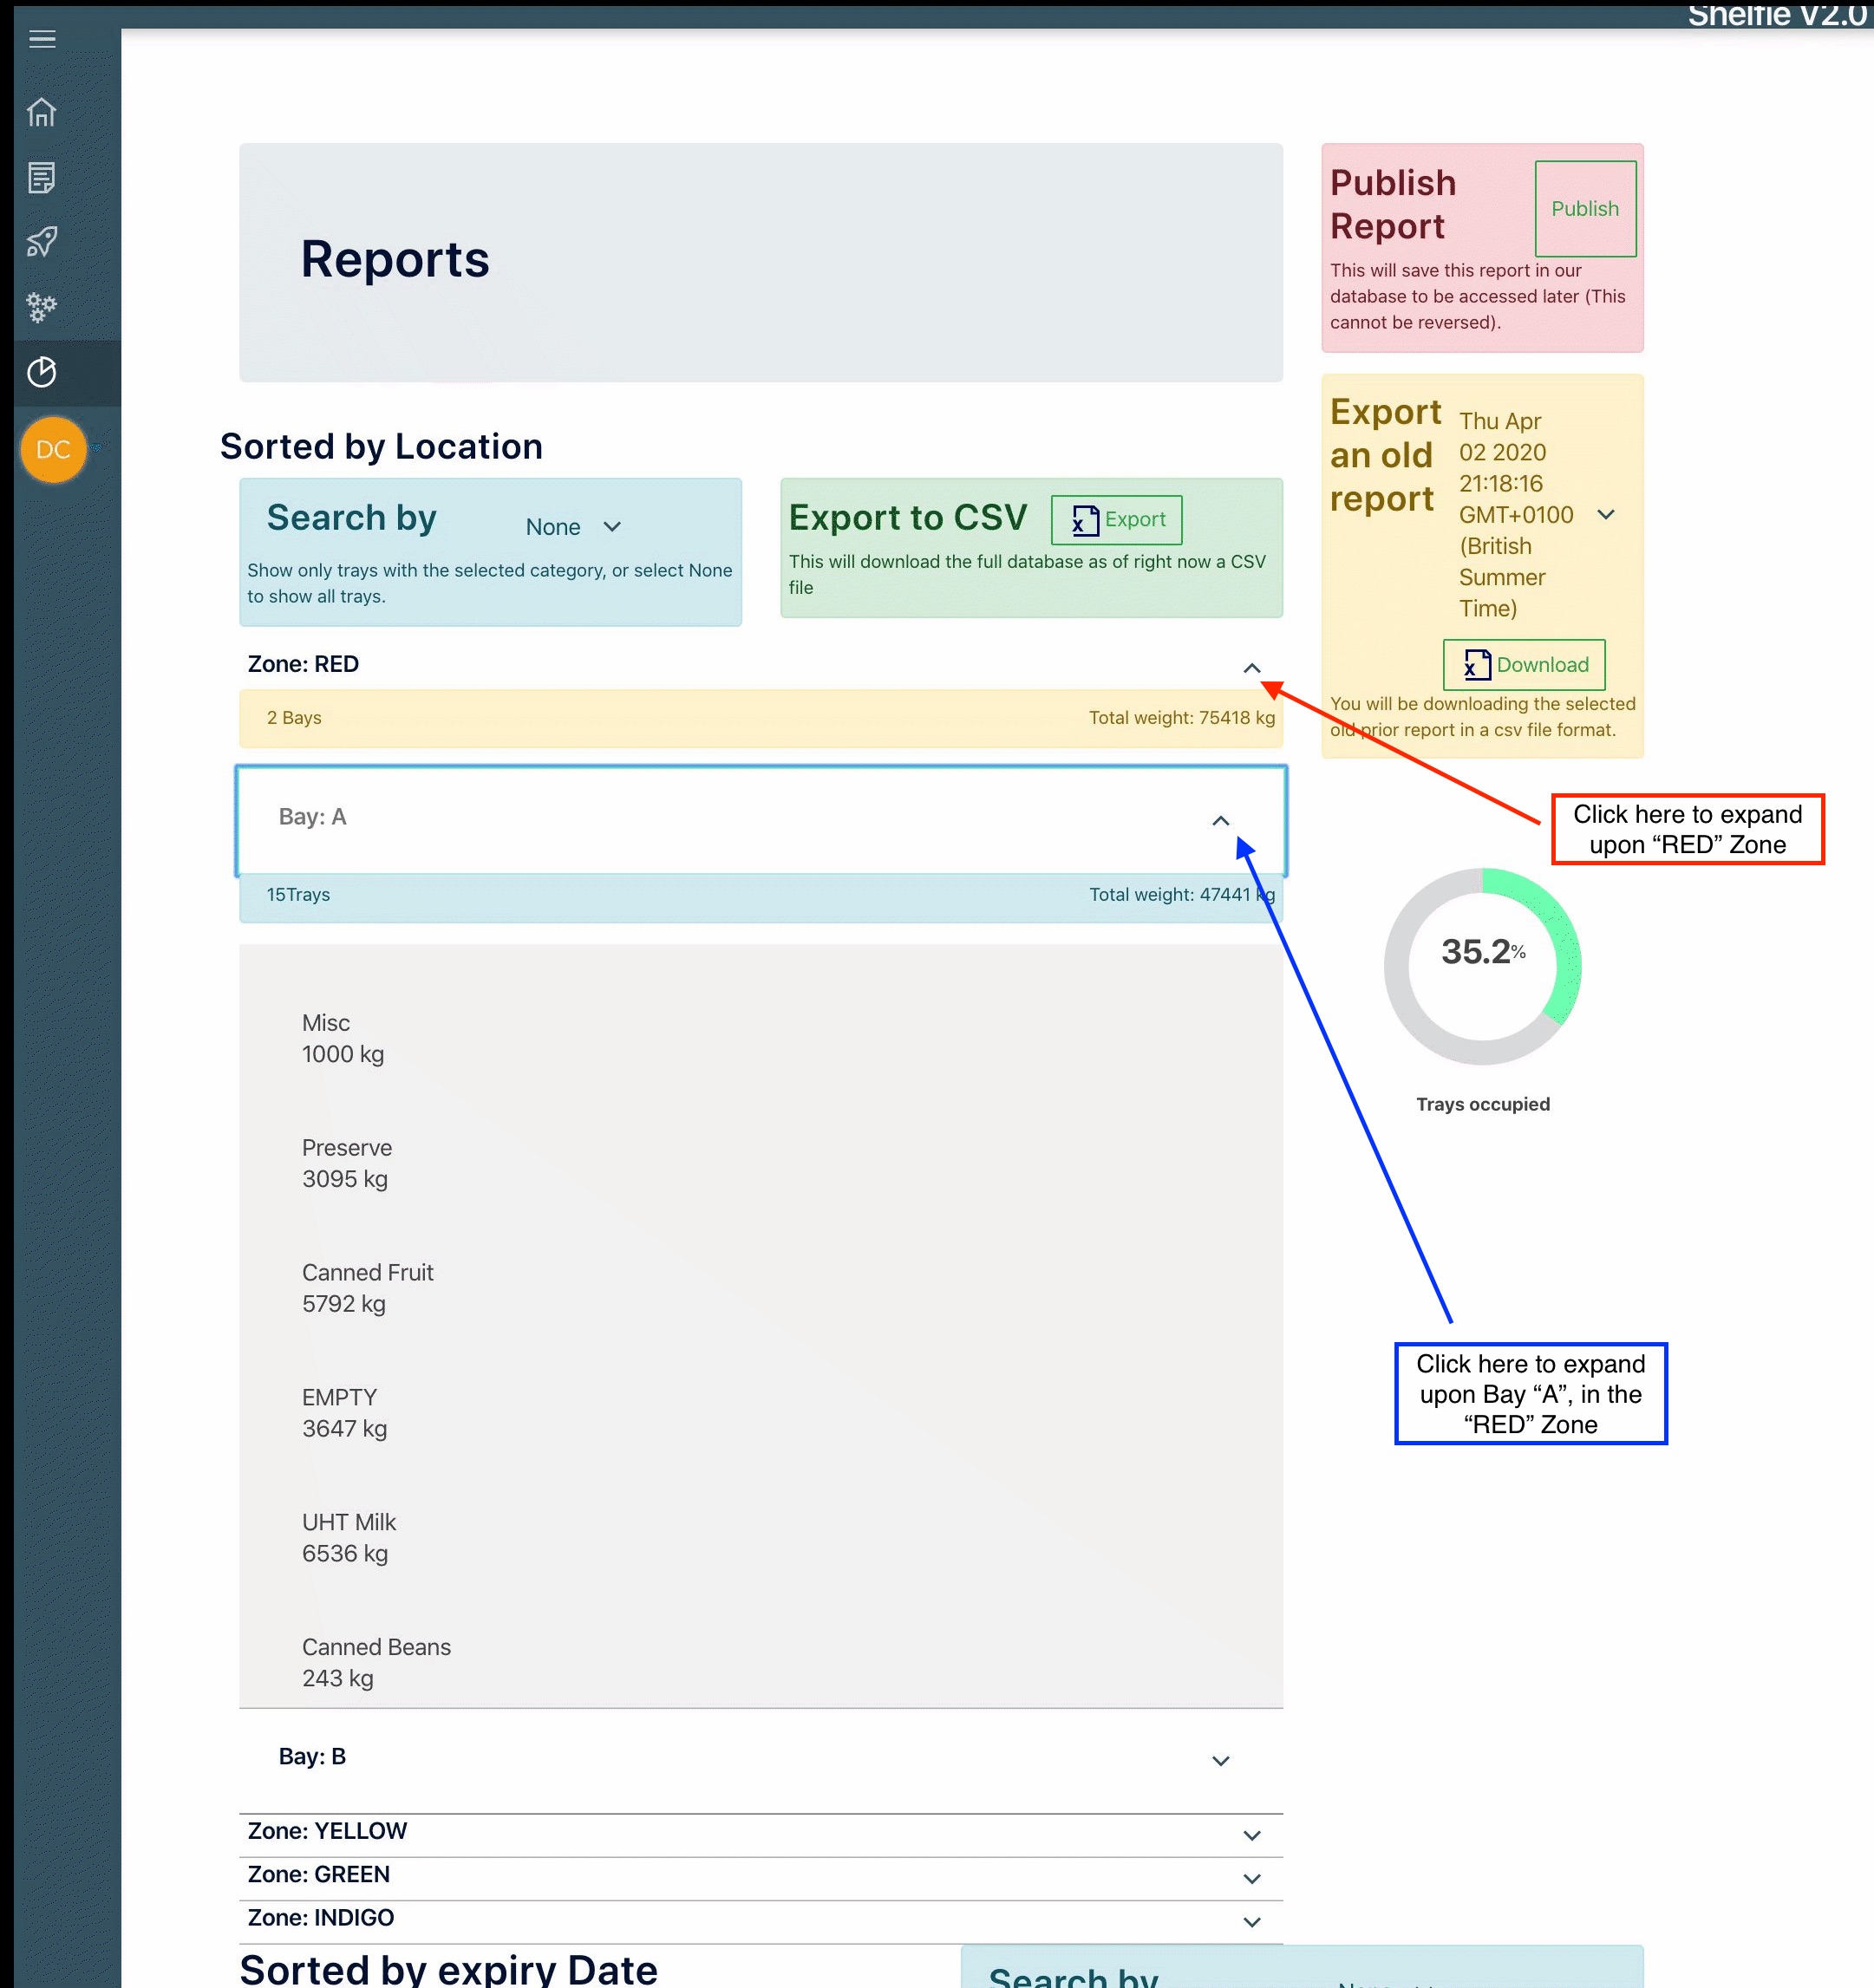 Shelfie V2.0
DC
Reports
Publish
Report
Publish
This will save this report in our
database to be accessed later (This
cannot be reversed).
Export
an old
report
Thu Apr
02 2020
21:18:16
GMT+0100
(British
Summer
Time)
Download
You will be downloading the selected
old prior report in a csv file format.
Sorted by Location
Search by
None
Show only trays with the selected category, or select None
to show all trays.
Export to CSV
Export
This will download the full database as of right now a CSV
file
Zone: RED
2 Bays
Total weight: 75418 kg
Click here to expand
upon “RED” Zone
Bay: A
15Trays
Total weight: 47441 kg
35.2%
Trays occupied
Misc
1000 kg
Preserve
3095 kg
Canned Fruit
5792 kg
EMPTY
3647 kg
UHT Milk
6536 kg
Canned Beans
243 kg
Click here to expand
upon Bay “A”, in the
“RED” Zone
Bay: B
Zone: YELLOW
Zone: GREEN
Zone: INDIGO
Sorted by expiry Date
Search by
None